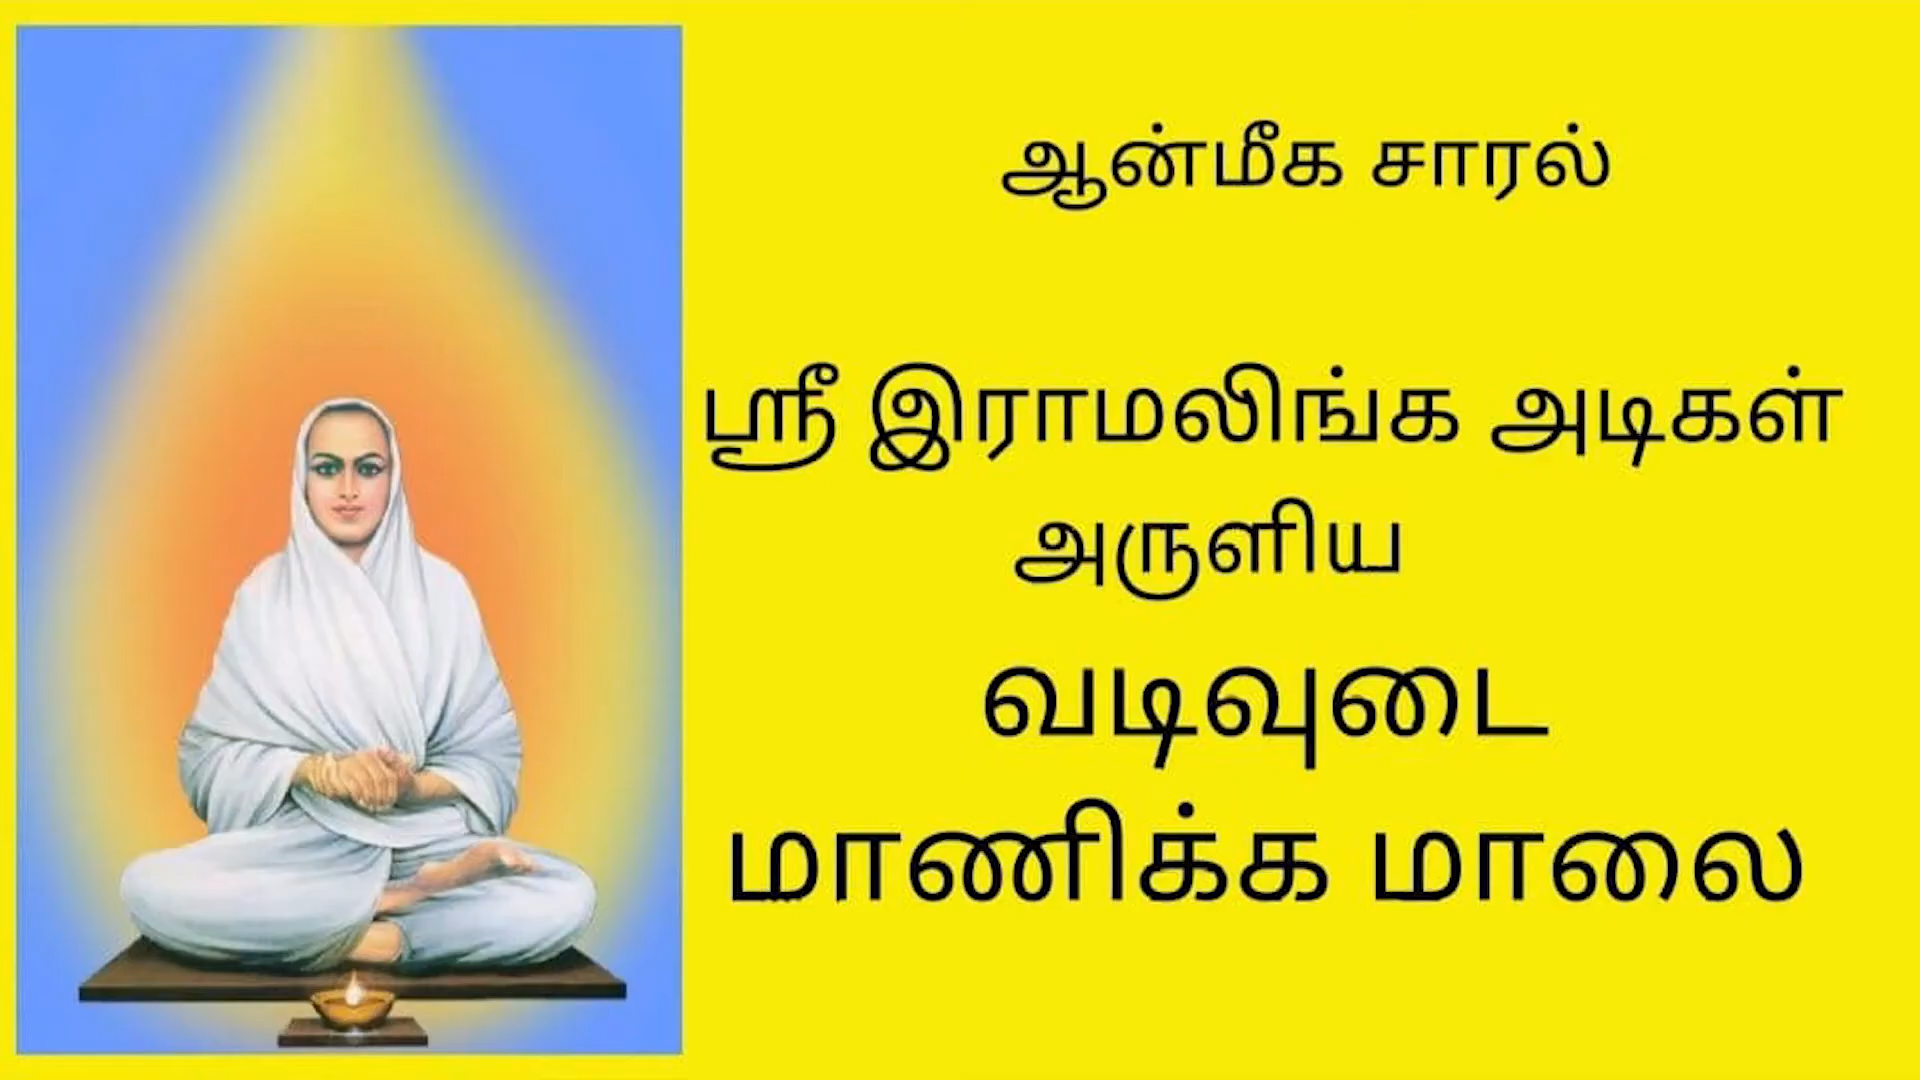 ஆன்மீக சாரல்
ஸ்ரீ இராமலிங்க அடிகள்
அருளிய
வடிவுடை
மாணிக்க மாலை